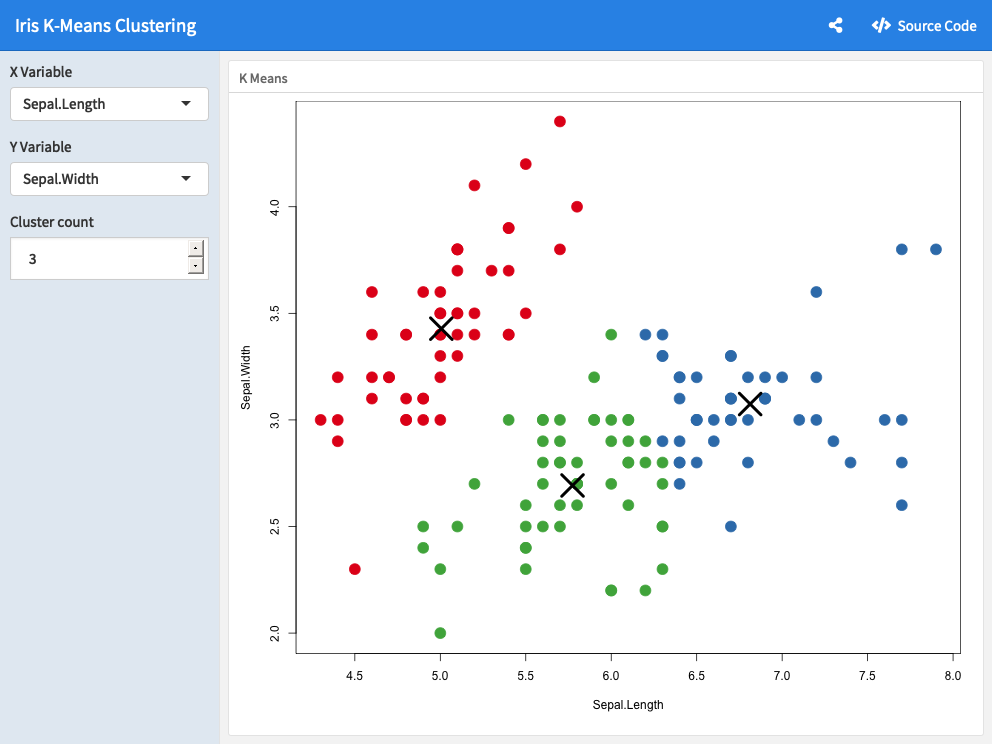 Iris K-Means Clustering
Source Code
X Variable
Sepal.Length
Y Variable
Sepal.Width
Cluster count
3
K Means
4.0
3.5
3.0
2.5
2.0
Sepal.Width
4.5 5.0 5.5 6.0 6.5 7.0 7.5 8.0
Sepal.Length